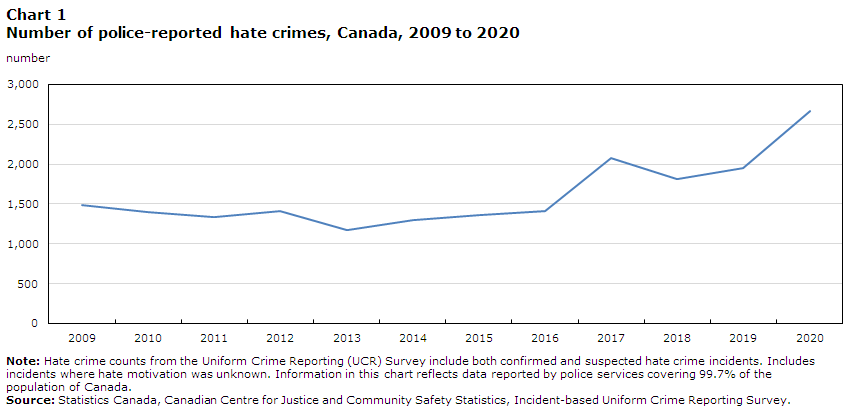 Chart 1
Number of police-reported hate crimes, Canada, 2009 to 2020
number
3,000
2,500
2,000
1,500
1,000
500
0
2009 2010 2011 2012 2013 2014 2015 2016 2017 2018 2019 2020
Note: Hate crime counts from the Uniform Crime Reporting (UCR) Survey include both confirmed and suspected hate crime incidents. Includes
incidents where hate motivation was unknown. Information in this chart reflects data reported by police services covering 99.7% of the
population of Canada.
Source: Statistics Canada, Canadian Centre for Justice and Community Safety Statistics, Incident-based Uniform Crime Reporting Survey.